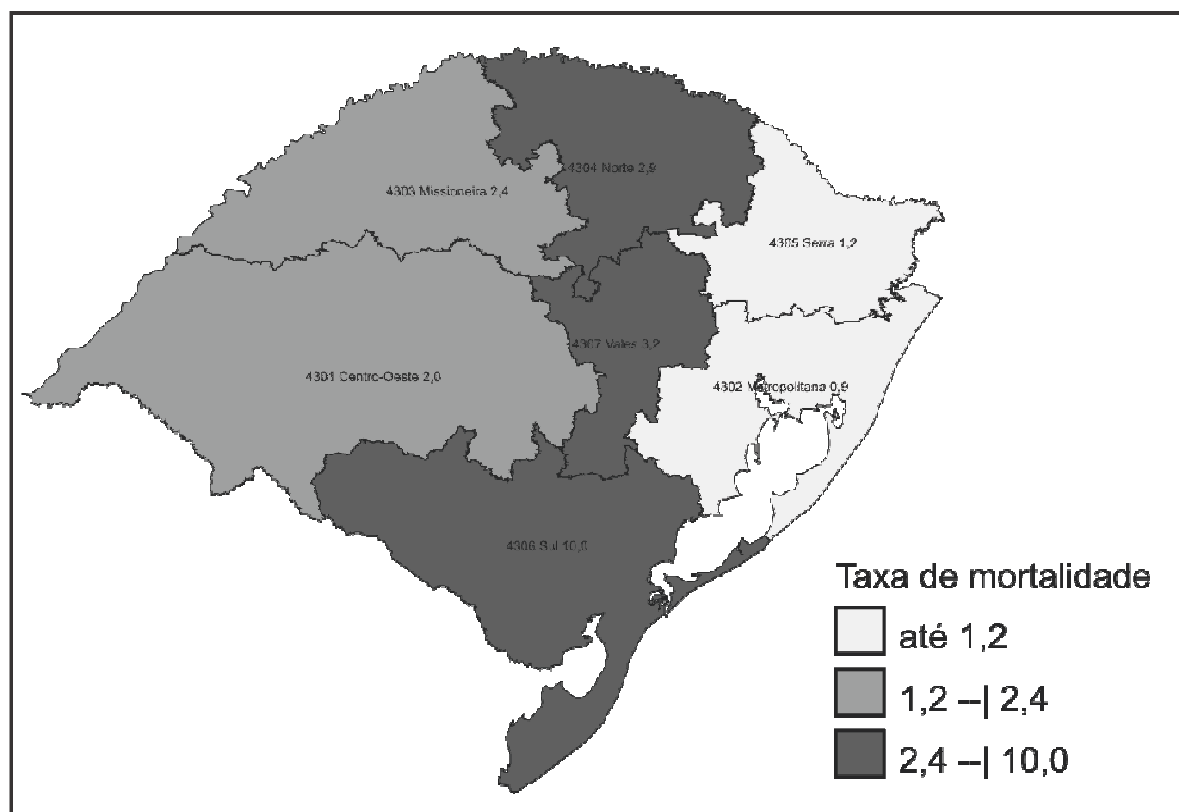 4304 Norte 2,9
4303 Missioneira 2,4
4305 Serra 1,2
4307 Vales 3,2
4301 Centro-Oeste 2,0
4302 Metropolitana 0,9
4306 Sul 10,0
Taxa de mortalidade
até 1,2
1,2 --| 2,4
2,4 --| 10,0